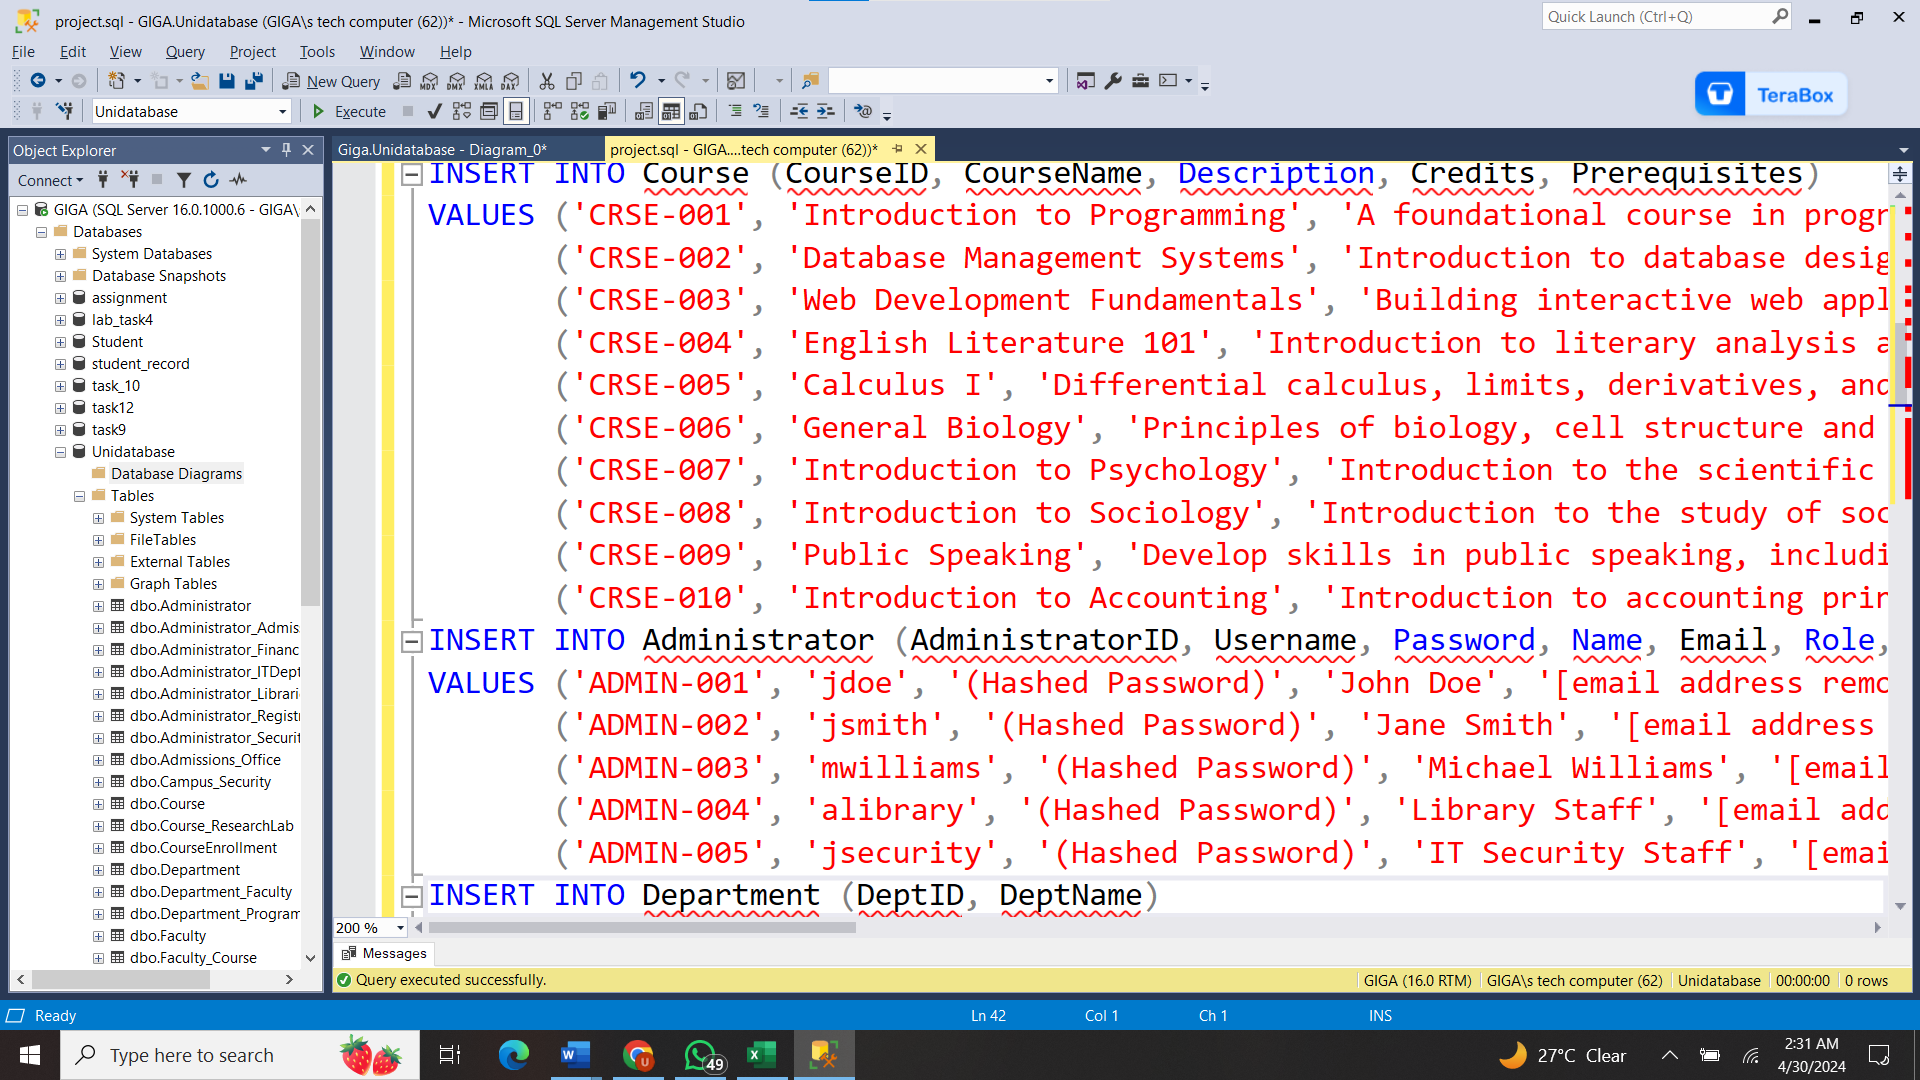 project.sql - GIGA.Unidatabase (GIGA\s tech computer (62))* - Microsoft SQL Server Management Studio
Quick Launch (Ctrl+Q)
File Edit View Query Project Tools Window Help
New Query
MDX DMX XMLA DAX
TeraBox
Unidatabase
Execute
Object Explorer
Giga.Unidatabase - Diagram_0*
project.sql - GIGA....tech computer (62))*
Connect
GIGA (SQL Server 16.0.1000.6 - GIGA\
Databases
System Databases
Database Snapshots
assignment
lab_task4
Student
student_record
task_10
task12
task9
Unidatabase
Database Diagrams
Tables
System Tables
FileTables
External Tables
Graph Tables
dbo.Administrator
dbo.Administrator_Admis
dbo.Administrator_Financ
dbo.Administrator_ITDept
dbo.Administrator_Librari
dbo.Administrator_Registr
dbo.Administrator_Securit
dbo.Admissions_Office
dbo.Campus_Security
dbo.Course
dbo.Course_ResearchLab
dbo.CourseEnrollment
dbo.Department
dbo.Department_Faculty
dbo.Department_Program
dbo.Faculty
dbo.Faculty_Course
INSERT INTO Course (CourseID, CourseName, Description, Credits, Prerequisites)
VALUES ('CRSE-001', 'Introduction to Programming', 'A foundational course in progr
('CRSE-002', 'Database Management Systems', 'Introduction to database desig
('CRSE-003', 'Web Development Fundamentals', 'Building interactive web appl
('CRSE-004', 'English Literature 101', 'Introduction to literary analysis a
('CRSE-005', 'Calculus I', 'Differential calculus, limits, derivatives, and
('CRSE-006', 'General Biology', 'Principles of biology, cell structure and
('CRSE-007', 'Introduction to Psychology', 'Introduction to the scientific
('CRSE-008', 'Introduction to Sociology', 'Introduction to the study of soc
('CRSE-009', 'Public Speaking', 'Develop skills in public speaking, includi
('CRSE-010', 'Introduction to Accounting', 'Introduction to accounting prin
INSERT INTO Administrator (AdministratorID, Username, Password, Name, Email, Role,
VALUES ('ADMIN-001', 'jdoe', '(Hashed Password)', 'John Doe', '[email address remo
('ADMIN-002', 'jsmith', '(Hashed Password)', 'Jane Smith', '[email address
('ADMIN-003', 'mwilliams', '(Hashed Password)', 'Michael Williams', '[email
('ADMIN-004', 'alibrary', '(Hashed Password)', 'Library Staff', '[email add
('ADMIN-005', 'jsecurity', '(Hashed Password)', 'IT Security Staff', '[emai
INSERT INTO Department (DeptID, DeptName)
200 %
Messages
Query executed successfully.
GIGA (16.0 RTM) GIGA\s tech computer (62) Unidatabase 00:00:00 0 rows
Ready
Ln 42 Col 1 Ch 1 INS
Type here to search
49
27°C Clear
2:31 AM
4/30/2024